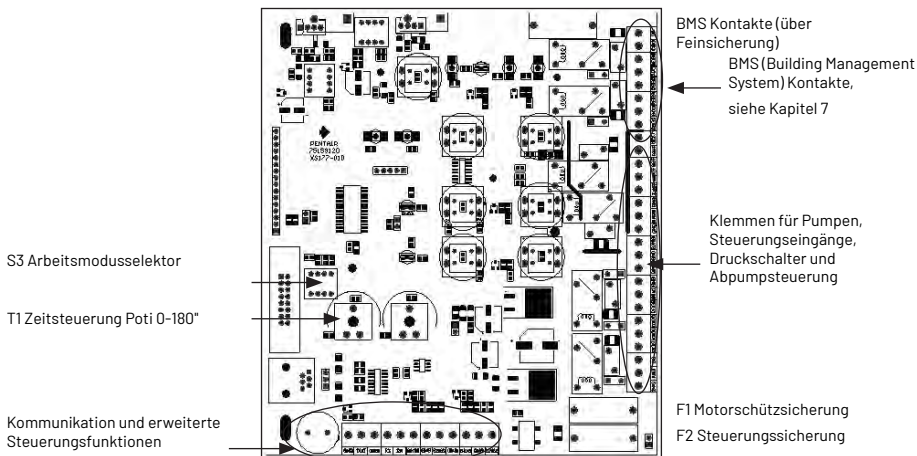 BMS Kontakte (über
Feinsicherung)
BMS (Building Management
System) Kontakte,
siehe Kapitel 7
PENTAIR
Klemmen für Pumpen,
Steuerungseingänge,
Druckschalter und
Abpumpsteuerung
S3 Arbeitsmodusselektor
T1 Zeitsteuerung Poti 0-180"
Kommunikation und erweiterte
Steuerungsfunktionen
F1 Motorschützsicherung
F2 Steuerungssicherung